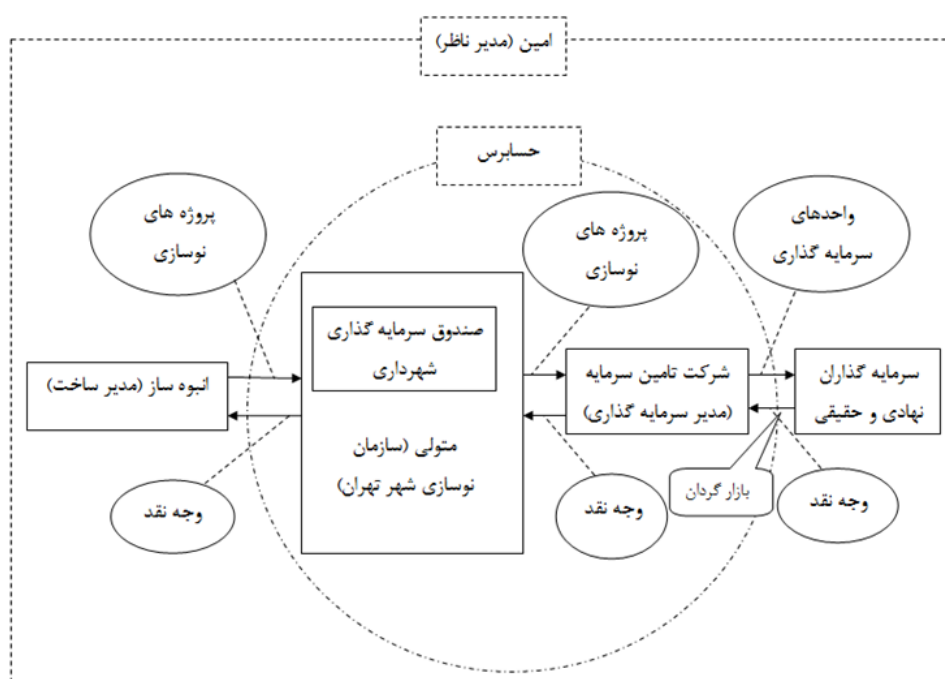 امین (مدیر ناظر)
حسابرس
واحدهای
سرمایه گذاری
پروژه های
نوسازی
پروژه های
نوسازی
سرمایه گذاران
نهادی و حقیقی
شرکت تامین سرمایه
(مدیر سرمایه گذاری)
صندوق سرمایه گذاری
شهرداری
متولی (سازمان
نوسازی شهر تهران)
انبوه ساز (مدیر ساخت)
بازار گردان
وجه نقد
وجه نقد
وجه نقد